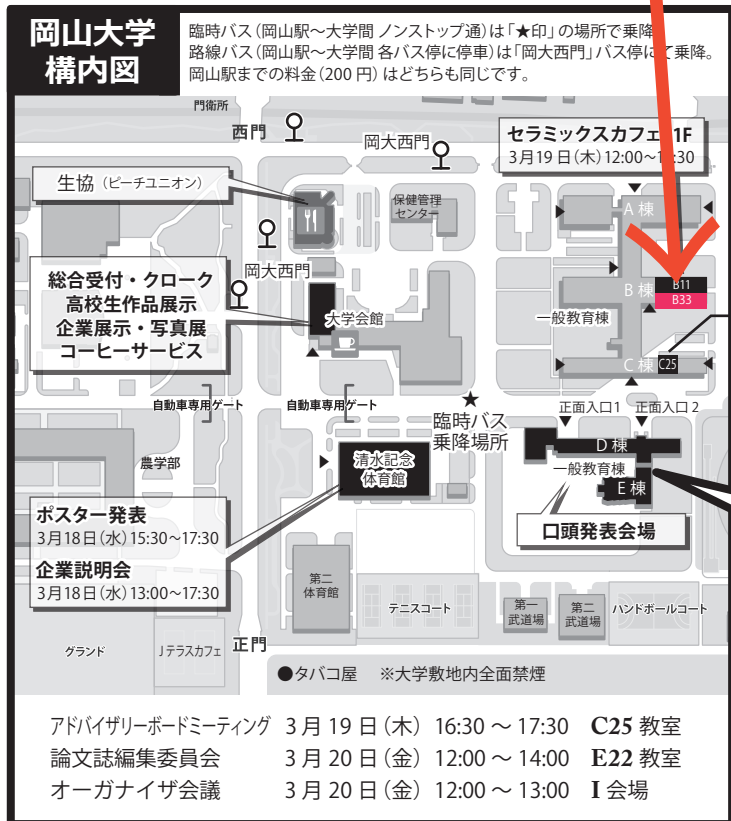 岡山大学
構内図
臨時バス（岡山駅～大学間 ノンストップ通）は「★印」の場所で乗降
路線バス（岡山駅～大学間 各バス停に停車）は「岡大西門」バス停に て乗降。
岡山駅までの料金（200 円）はどちらも同じです。
門衛所
西門
岡大西門
セラミックスカフェ 1F
3月19日（木）12:00～ :30
生協（ピーチユニオン）
保健管理
センター
A 棟
岡大西門
総合受付・クローク
高校生作品展示
企業展示・写真展
コーヒーサービス
大学会館
B 棟
B11
B33
一般教育棟
C 棟
C25
自動車専用ゲート
自動車専用ゲート
★
臨時バス
乗降場所
正面入口1
正面入口 2
農学部
清水記念
体育館
D 棟
一般教育棟
E 棟
ポスター発表
3月18日（水）15:30～17:30
企業説明会
3月18日（水）13:00～17:30
口頭発表会場
第二
体育館
テニスコート
第一
武道場
第二
武道場
ハンドボールコート
グランド
Jテラスカフェ
正門
●タバコ屋　※大学敷地内全面禁煙
アドバイザリーボードミーティング 3 月 19 日（木） 16:30 ～ 17:30 C25 教室
論文誌編集委員会 3 月 20 日（金） 12:00 ～ 14:00 E22 教室
オーガナイザ会議 3 月 20 日（金） 12:00 ～ 13:00 I 会場